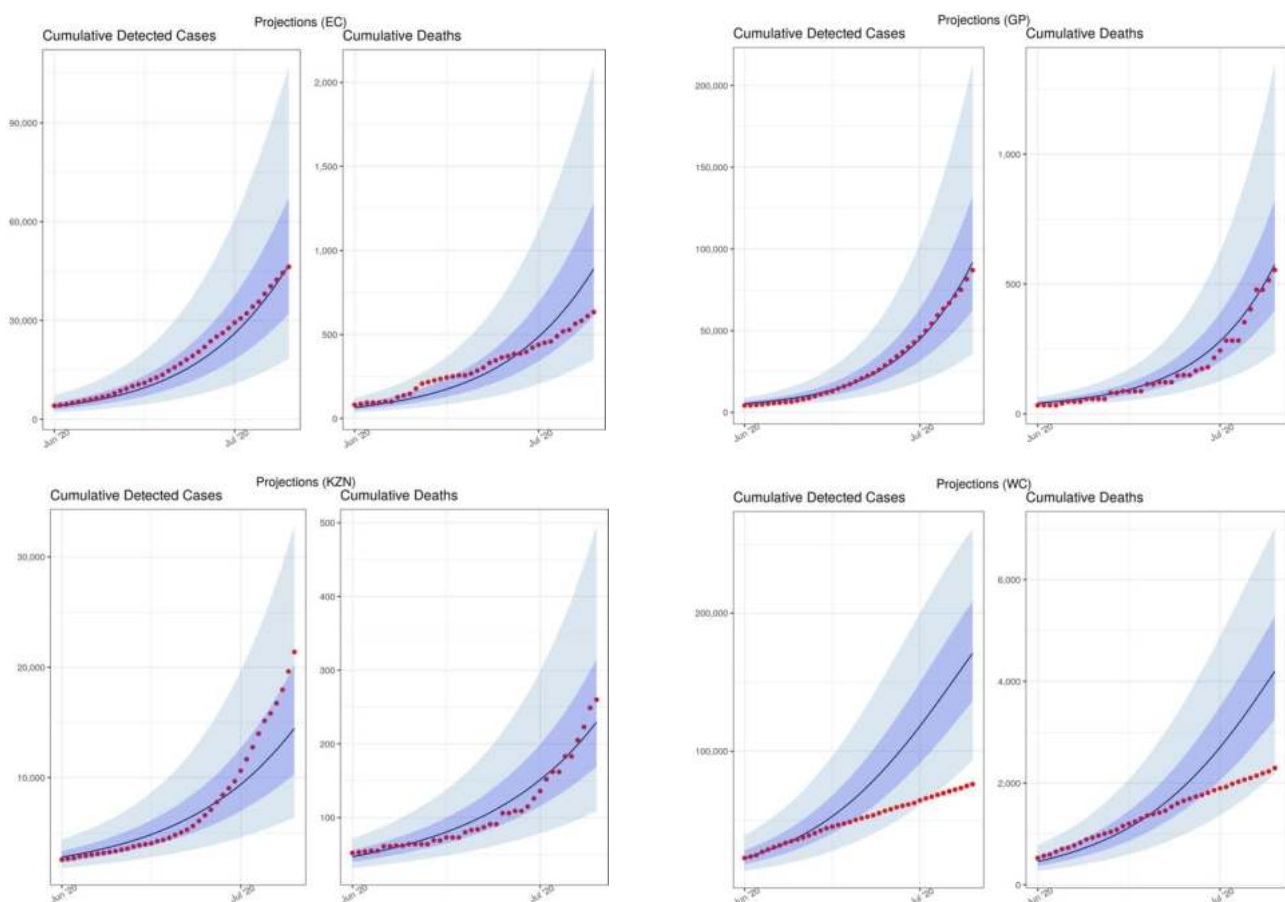 Projections (EC)
Cumulative Detected Cases
Cumulative Deaths
90,000
60,000
30,000
0
Jun '20
Jul '20
2,000
1,500
1,000
500
0
Jun '20
Jul '20
Projections (GP)
Cumulative Detected Cases
Cumulative Deaths
200,000
150,000
100,000
50,000
0
Jun '20
Jul '20
1,000
500
0
Jun '20
Jul '20
Projections (KZN)
Cumulative Detected Cases
Cumulative Deaths
30,000
20,000
10,000
Jun '20
Jul '20
500
400
300
200
100
Jun '20
Jul '20
Projections (WC)
Cumulative Detected Cases
Cumulative Deaths
200,000
100,000
Jun '20
Jul '20
6,000
4,000
2,000
0
Jun '20
Jul '20